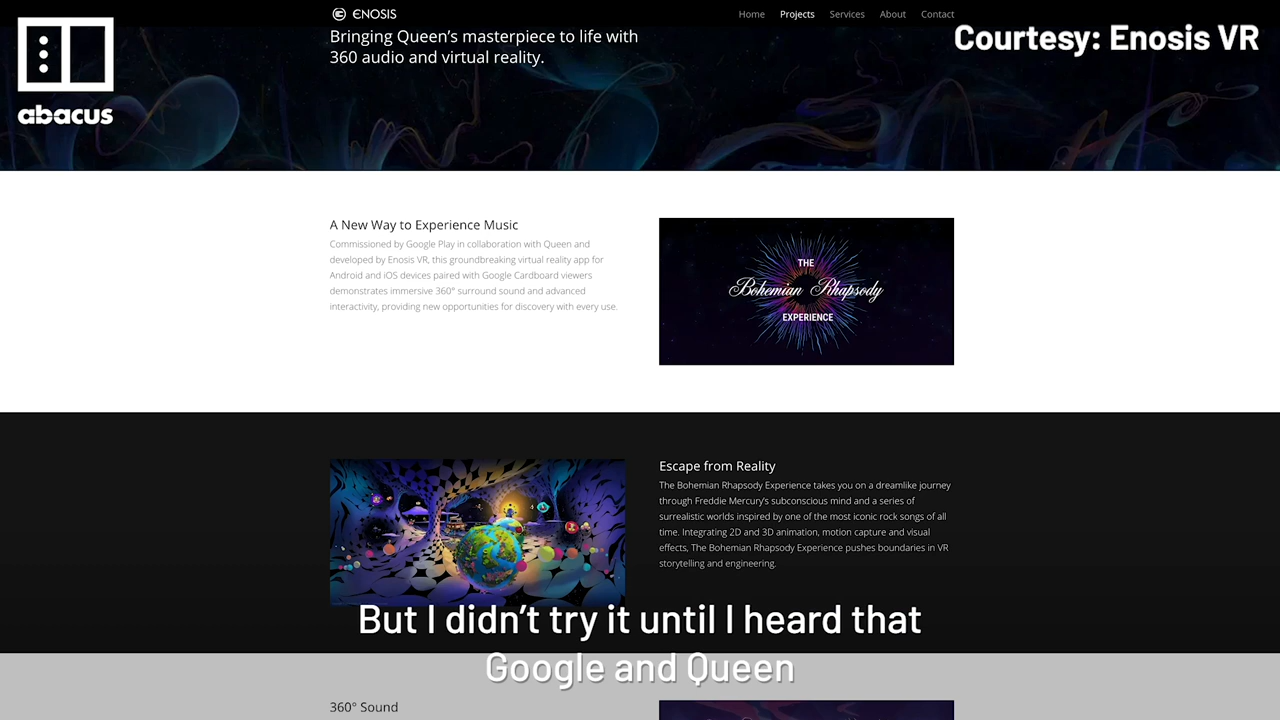 ENOSIS
Home Projects Services About Contact
Bringing Queen's masterpiece to life with
360 audio and virtual reality.
Courtesy: Enosis VR
abacus
A New Way to Experience Music
Commissioned by Google Play in collaboration with Queen and
developed by Enosis VR, this groundbreaking virtual reality app for
Android and iOS devices paired with Google Cardboard viewers
demonstrates immersive 360° surround sound and advanced
interactivity, providing new opportunities for discovery with every use.
THE
Bohemian Rhapsody
EXPERIENCE
Escape from Reality
The Bohemian Rhapsody Experience takes you on a dreamlike journey
through Freddie Mercury's subconscious mind and a series of
surrealistic worlds inspired by one of the most iconic rock songs of all
time. Integrating 2D and 3D animation, motion capture and visual
effects, The Bohemian Rhapsody Experience pushes boundaries in VR
storytelling and engineering.
But I didn't try it until I heard that
Google and Queen
360° Sound